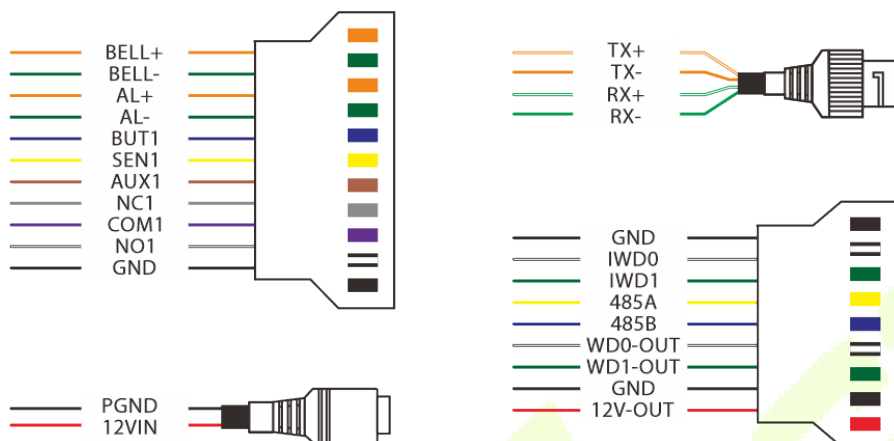 BELL+
BELL-
AL+
AL-
BUT1
SEN1
AUX1
NC1
COM1
NO1
GND
PGND
12VIN
TX+
TX-
RX+
RX-
GND
IWD0
IWD1
485A
485B
WD0-OUT
WD1-OUT
GND
12V-OUT